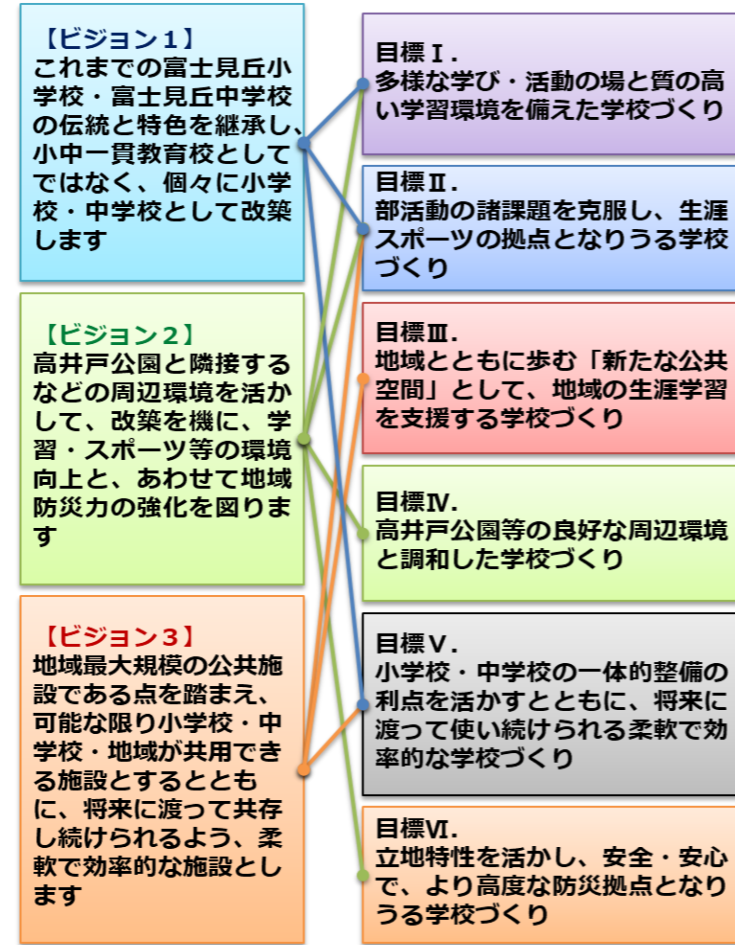 【ビジョン１】
これまでの富士見丘小
学校・富士見丘中学校
の伝統と特色を継承し、
小中一貫教育校として
ではなく、個々に小学
校・中学校として改築
します
【ビジョン２】
高井戸公園と隣接する
などの周辺環境を活か
して、改築を機に、学
習・スポーツ等の環境
向上と、あわせて地域
防災力の強化を図りま
す
【ビジョン３】
地域最大規模の公共施
設である点を踏まえ、
可能な限り小学校・中
学校・地域が共用でき
る施設とするととも
に、将来に渡って共存
し続けられるよう、柔
軟で効率的な施設とし
ます
目標Ⅰ．
多様な学び・活動の場と質の高
い学習環境を備えた学校づくり
目標Ⅱ．
部活動の諸課題を克服し、生涯
スポーツの拠点となりうる学校
づくり
目標Ⅲ．
地域とともに歩む「新たな公共
空間」として、地域の生涯学習
を支援する学校づくり
目標Ⅳ．
高井戸公園等の良好な周辺環境
と調和した学校づくり
目標Ⅴ．
小学校・中学校の一体的整備の
利点を活かすとともに、将来に
渡って使い続けられる柔軟で効
率的な学校づくり
目標Ⅵ．
立地特性を活かし、安全・安心
で、より高度な防災拠点となり
うる学校づくり